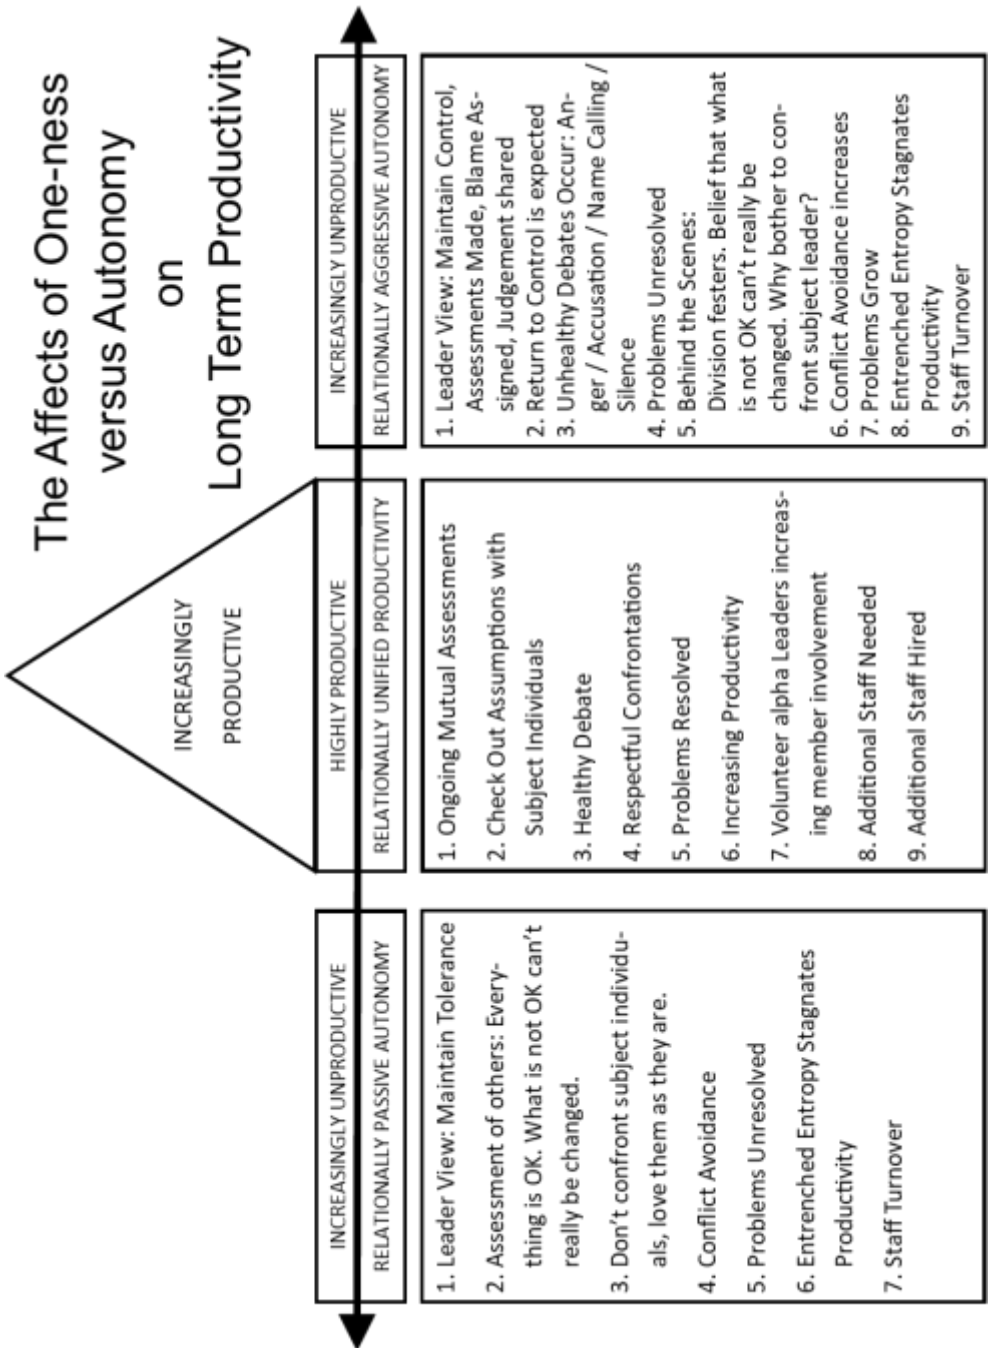 The Affects of One-ness
versus Autonomy
on
Long Term Productivity
INCREASINGLY
PRODUCTIVE
INCREASINGLY UNPRODUCTIVE
RELATIONALLY PASSIVE AUTONOMY
1. Leader View: Maintain Tolerance
2. Assessment of others: Every-
thing is OK. What is not OK can't
really be changed.
3. Don't confront subject individu-
als, love them as they are.
4. Conflict Avoidance
5. Problems Unresolved
6. Entrenched Entropy Stagnates
Productivity
7. Staff Turnover
HIGHLY PRODUCTIVE
RELATIONALLY UNIFIED PRODUCTIVITY
1. Ongoing Mutual Assessments
2. Check Out Assumptions with
Subject Individuals
3. Healthy Debate
4. Respectful Confrontations
5. Problems Resolved
6. Increasing Productivity
7. Volunteer alpha Leaders increas-
ing member involvement
8. Additional Staff Needed
9. Additional Staff Hired
INCREASINGLY UNPRODUCTIVE
RELATIONALLY AGGRESSIVE AUTONOMY
1. Leader View: Maintain Control,
Assessments Made, Blame As-
signed, Judgement shared
2. Return to Control is expected
3. Unhealthy Debates Occur: An-
ger / Accusation / Name Calling /
Silence
4. Problems Unresolved
5. Behind the Scenes:
Division festers. Belief that what
is not OK can't really be
changed. Why bother to con-
front subject leader?
6. Conflict Avoidance increases
7. Problems Grow
8. Entrenched Entropy Stagnates
Productivity
9. Staff Turnover